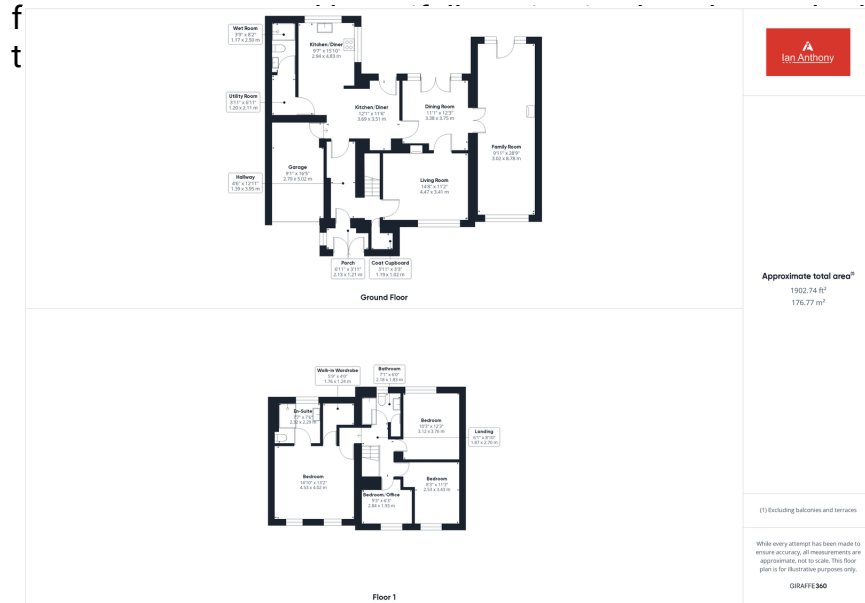 f
t
Wet Room
3'9" x 8'2"
1.17 x 2.50 m
Kitchen/Diner
9'7" x 15'10"
2.94 x 4.83 m
Utility Room
3'11" x 6'11"
1.20 x 2.11 m
Kitchen/Diner
12'1" x 11'6"
3.69 x 3.51 m
Dining Room
11'1" x 12'3"
3.38 x 3.75 m
Family Room
9'11" x 28'9"
3.02 x 8.78 m
Garage
9'1" x 16'5"
2.79 x 5.02 m
Hallway
4'6" x 12'11"
1.39 x 3.95 m
Living Room
14'8" x 11'2"
4.47 x 3.41 m
Porch
6'11" x 3'11"
2.13 x 1.21 m
Coat Cupboard
3'11" x 3'3"
1.19 x 1.02 m
Ground Floor
Walk-in Wardrobe
5'9" x 4'0"
1.76 x 1.24 m
Bathroom
7'1" x 6'0"
2.18 x 1.85 m
En-Suite
Bedroom
10'2" x 12'3"
3.12 x 3.76 m
Landing
6'1" x 8'10"
1.87 x 2.70 m
Bedroom
14'10" x 13'2"
4.53 x 4.02 m
Bedroom
8'3" x 11'3"
2.53 x 3.43 m
Bedroom/Office
9'3" x 6'3"
2.84 x 1.93 m
Floor 1
Ian Anthony
Approximate total area(1)
1902.74 ft²
176.77 m²
(1) Excluding balconies and terraces
While every attempt has been made to
ensure accuracy, all measurements are
approximate, not to scale. This floor
plan is for illustrative purposes only.
GIRAFFE360